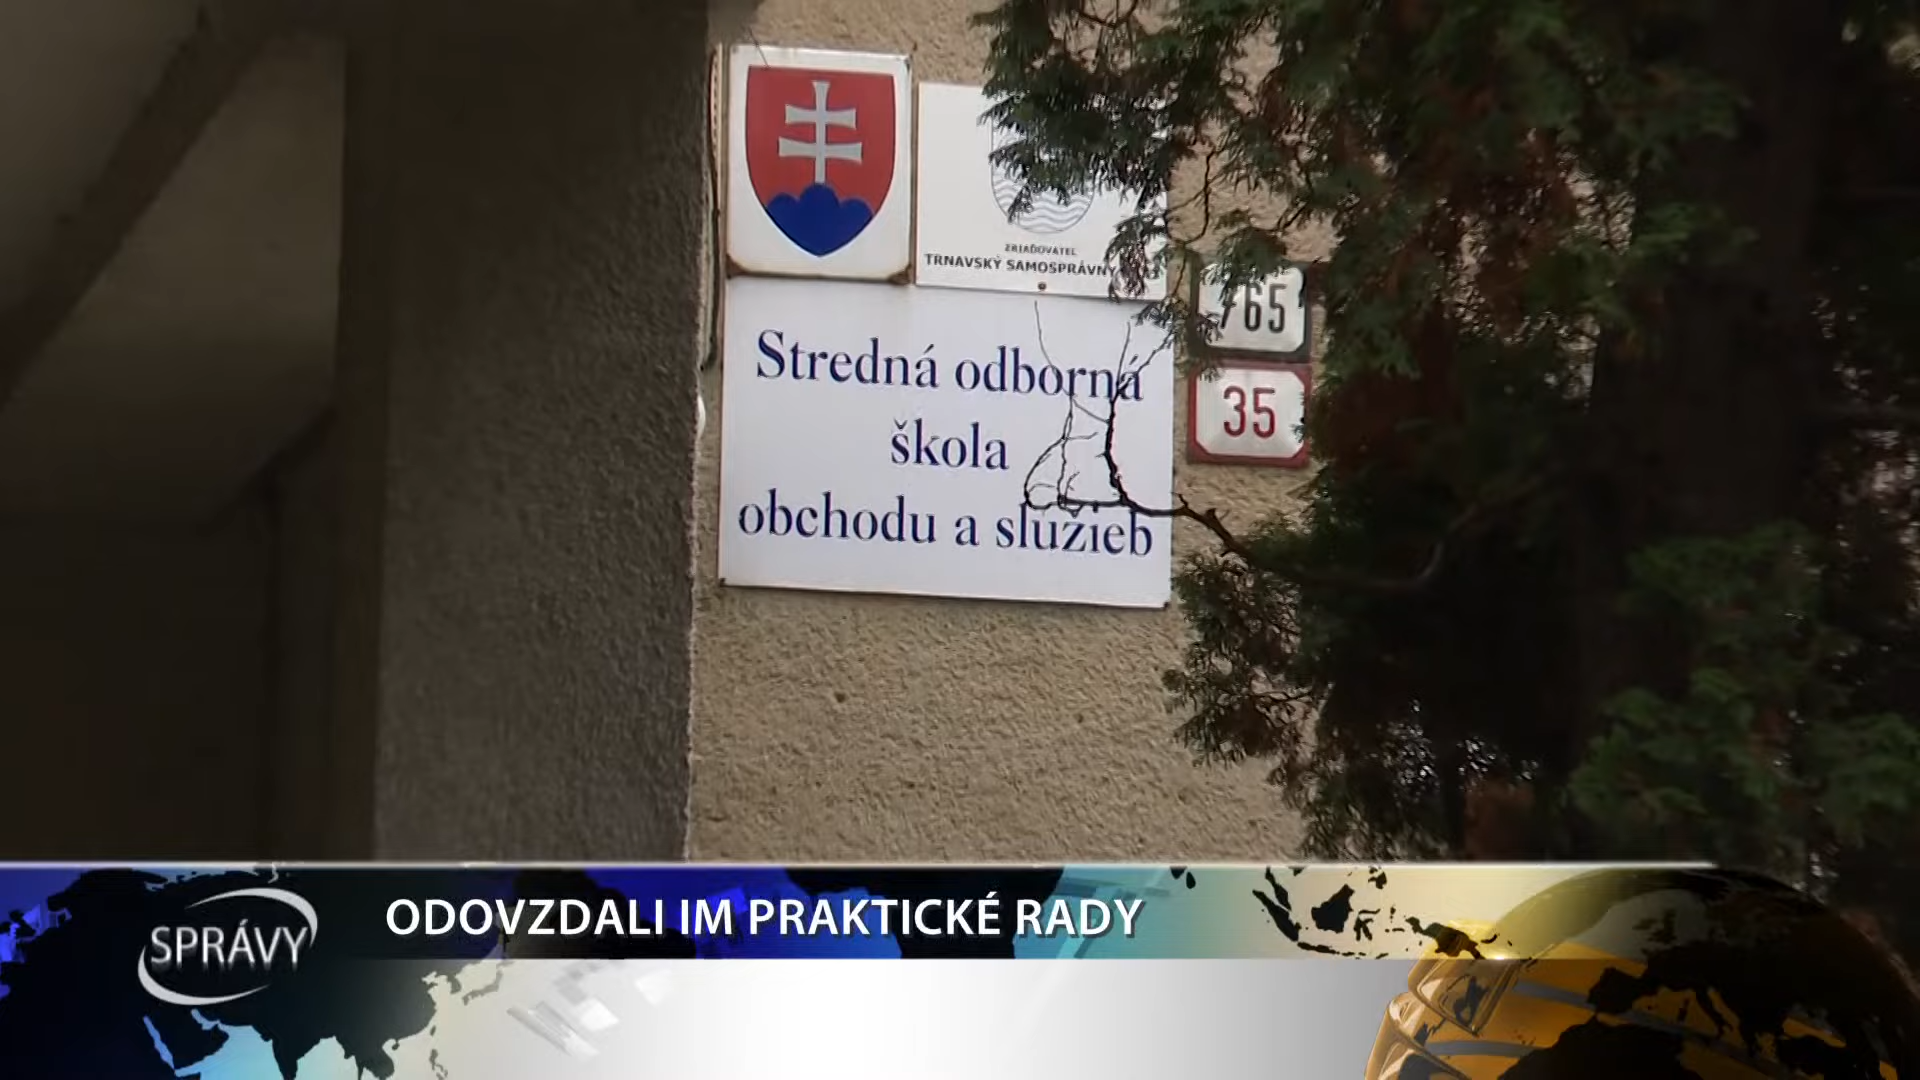 ZRIAĎOVATEĽ
TRNAVSKÝ SAMOSPRÁVNY
Stredná odborná
škola
obchodu a služieb
765
35
SPRÁVY
ODOVZDALI IM PRAKTICKÉ RADY